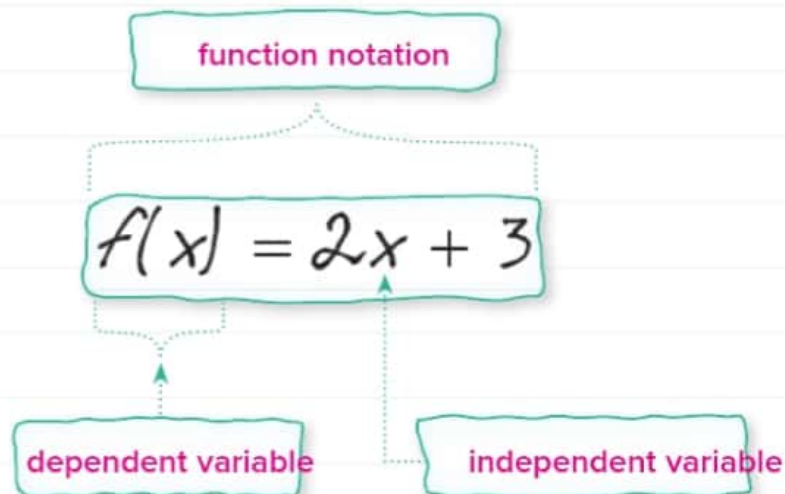 function notation
f(x) = 2x + 3
dependent variable
independent variable